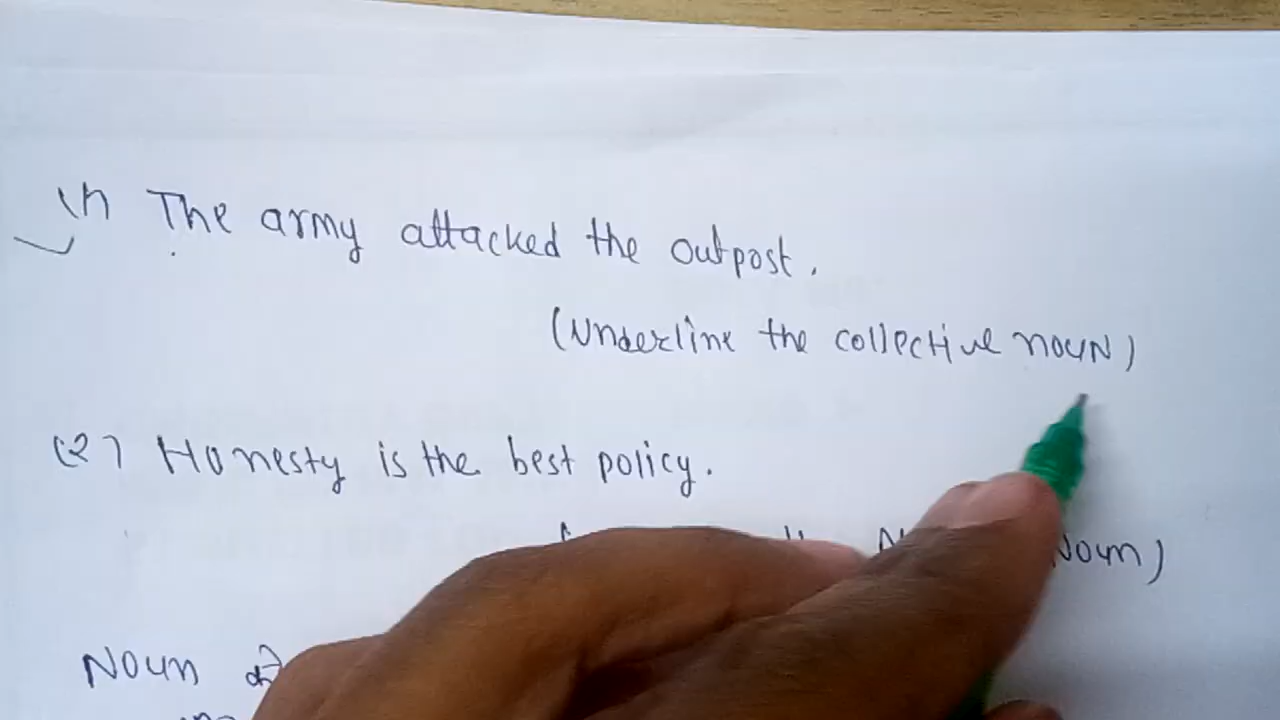 (1) The army attacked the outpost.
(Underline the collective noun)
(2) Honesty is the best policy.
Noun)
Noun